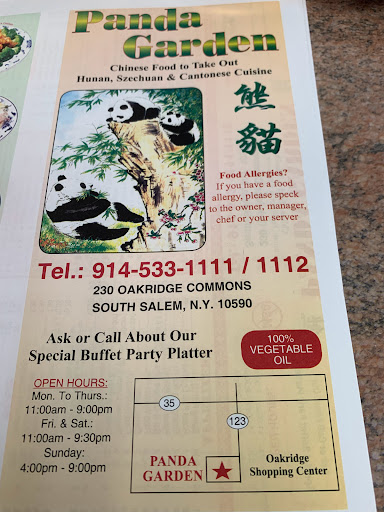 Panda
Garden
Chinese Food to Take Out
Hunan, Szechuan & Cantonese Cuisine
熊
貓
Food Allergies?
If you have a food
allergy, please speck
to the owner, manager,
chef or your server
Tel.: 914-533-1111 / 1112
230 OAKRIDGE COMMONS
SOUTH SALEM, N.Y. 10590
Ask or Call About Our
Special Buffet Party Platter
100%
VEGETABLE
OIL
OPEN HOURS:
Mon. To Thurs.:
11:00am - 9:00pm
Fri. & Sat.:
11:00am - 9:30pm
Sunday:
4:00pm - 9:00pm
35
123
PANDA
GARDEN
Oakridge
Shopping Center